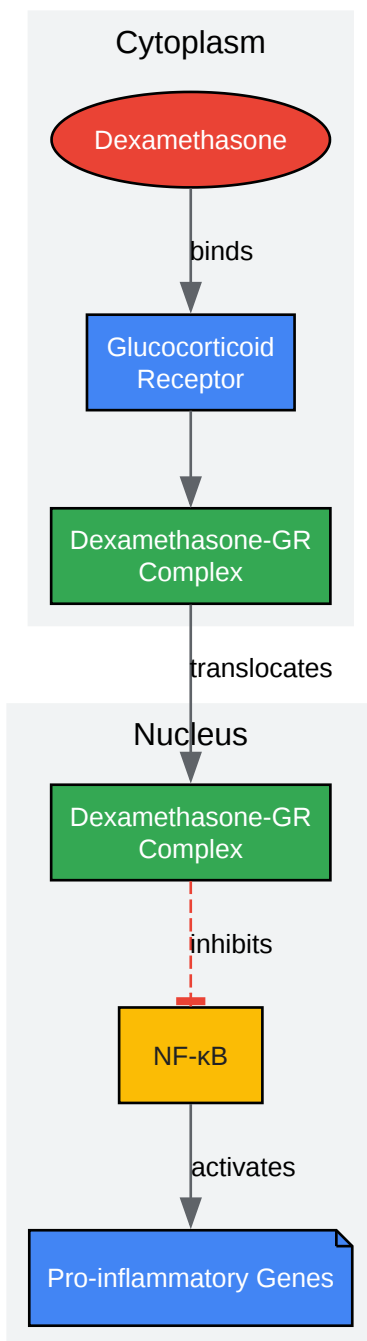 Cytoplasm
Dexamethasone
binds
Glucocorticoid
Receptor
Dexamethasone-GR
Complex
translocates
Nucleus
Dexamethasone-GR
Complex
inhibits
NF-κB
activates
Pro-inflammatory Genes